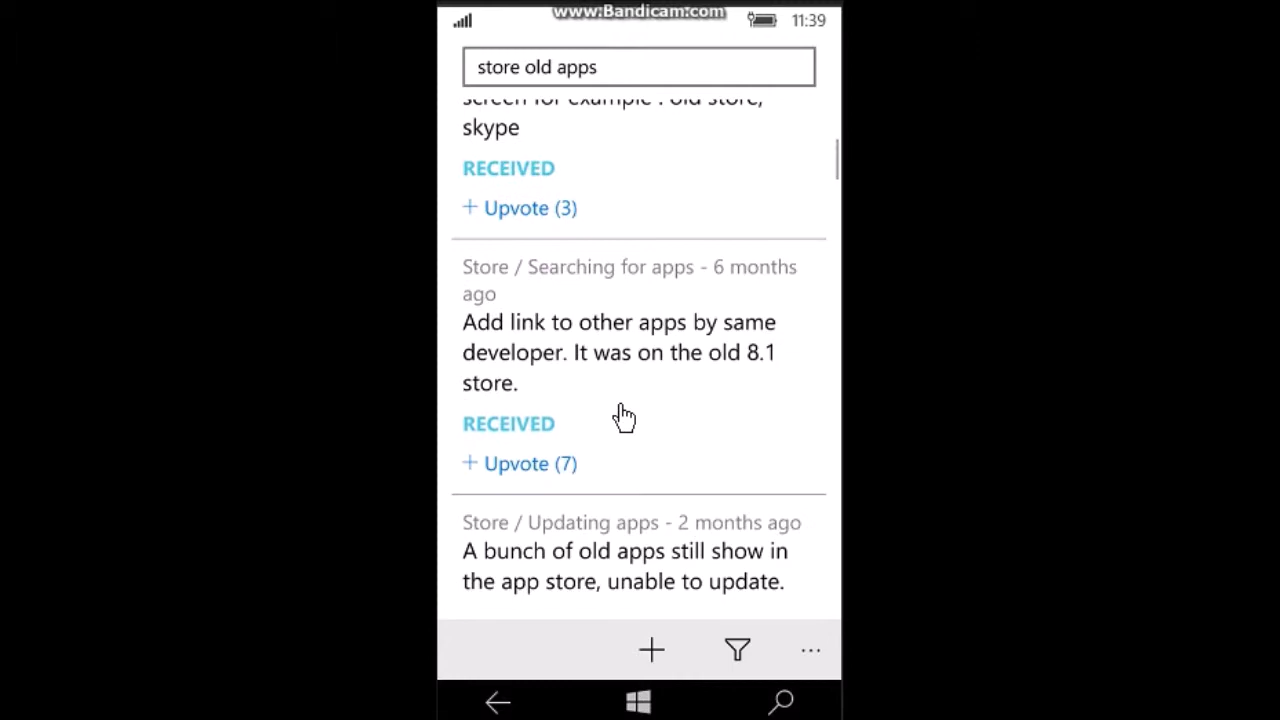 www.Bandicam.com
11:39
store old apps
screen for example : old store,
skype
RECEIVED
+ Upvote (3)
Store / Searching for apps - 6 months
ago
Add link to other apps by same
developer. It was on the old 8.1
store.
RECEIVED
+ Upvote (7)
Store / Updating apps - 2 months ago
A bunch of old apps still show in
the app store, unable to update.